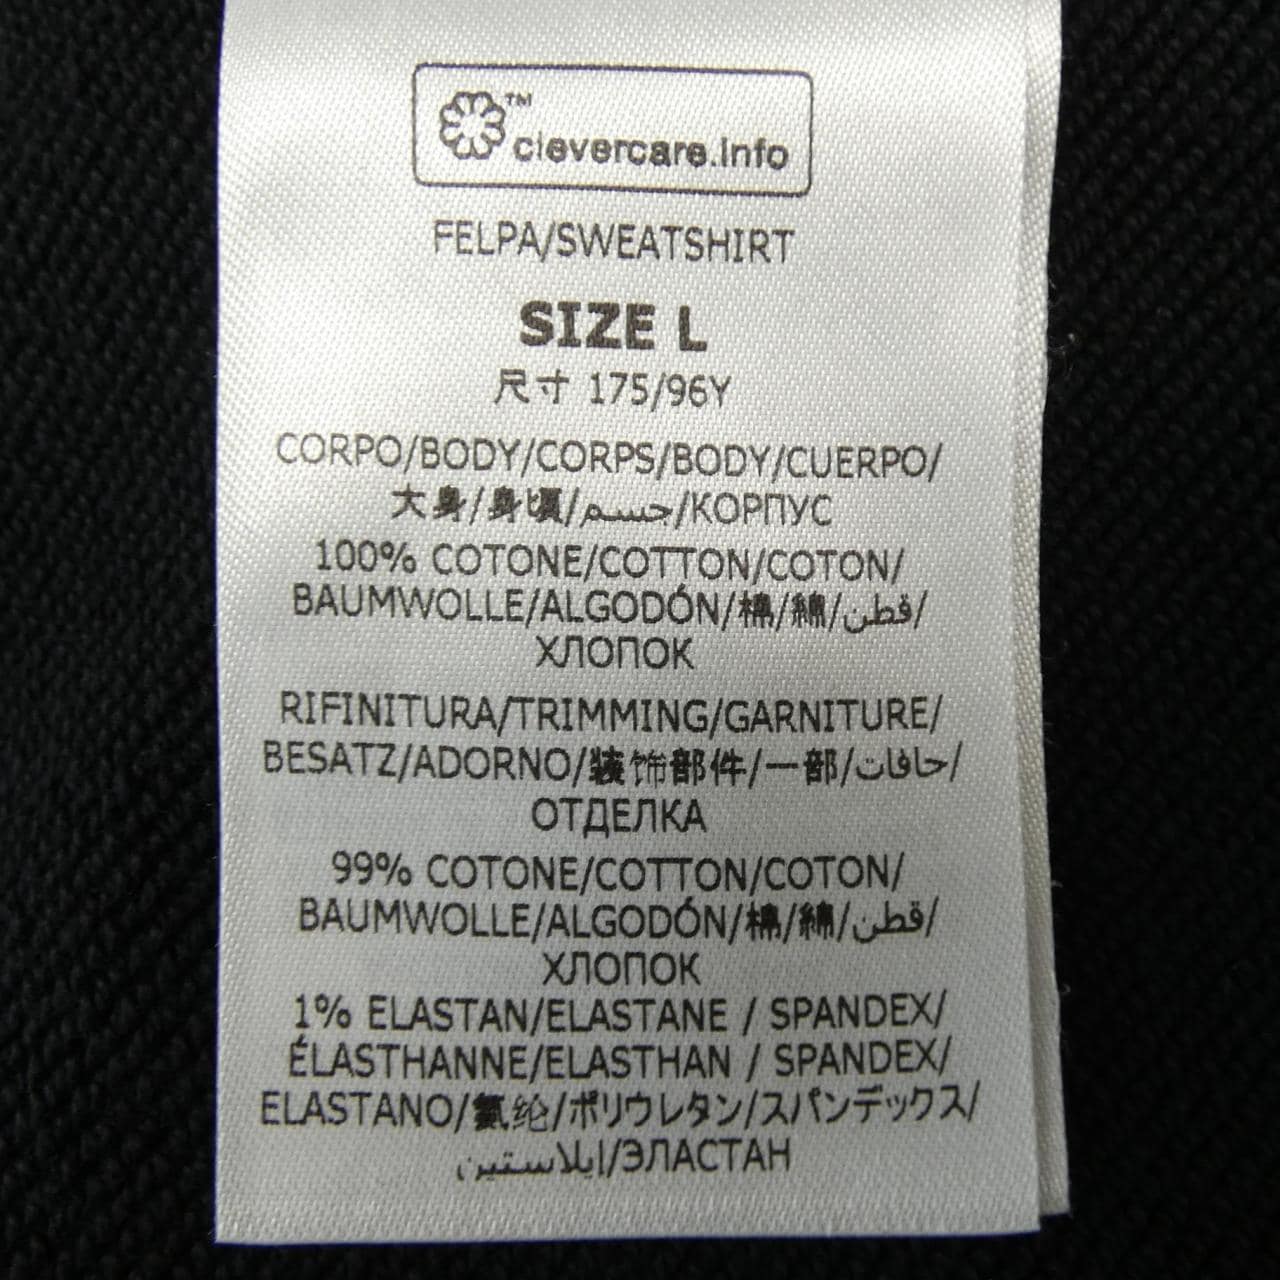 ™
clevercare.info
FELPA/SWEATSHIRT
SIZE L
尺寸 175/96Y
CORPO/BODY/CORPS/BODY/CUERPO/
大身/身頃/جسم/КОРПУС
100% COTONE/COTTON/COTON/
BAUMWOLLE/ALGODÓN/棉/綿/قطن/
ХЛОПОК
RIFINITURA/TRIMMING/GARNITURE/
BESATZ/ADORNO/装饰部件/一部/حافات/
ОТДЕЛКА
99% COTONE/COTTON/COTON/
BAUMWOLLE/ALGODÓN/棉/綿/قطن/
ХЛОПОК
1% ELASTAN/ELASTANE / SPANDEX/
ÉLASTHANNE/ELASTHAN / SPANDEX/
ELASTANO/氨纶/ポリウレタン/スパンデックス/
ايلاستين/ЭЛАСТАН